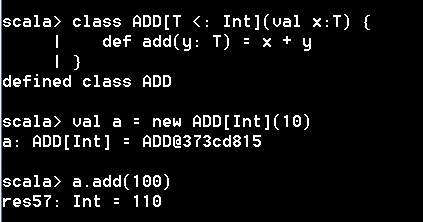 scala> class ADD[T <: Int](val x:T) {
     |     def add(y: T) = x + y
     | }
defined class ADD
scala> val a = new ADD[Int](10)
a: ADD[Int] = ADD@373cd815
scala> a.add(100)
res57: Int = 110